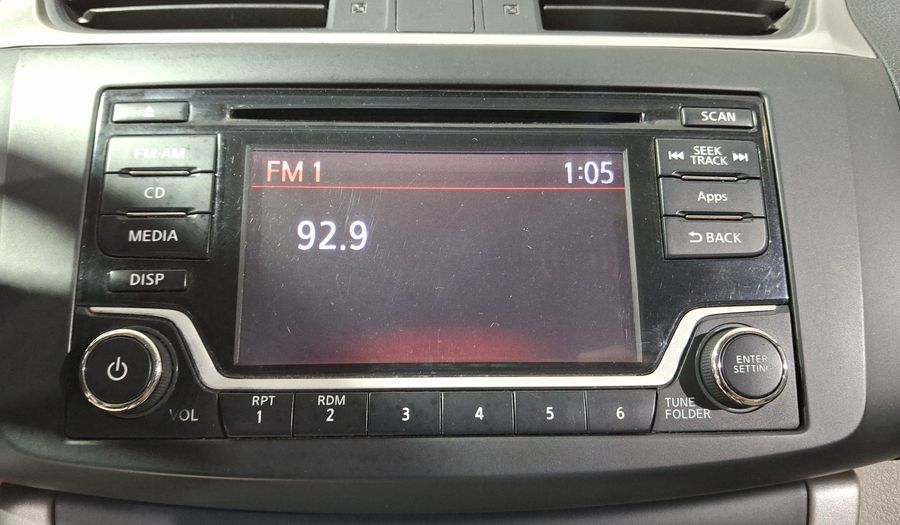 SCAN
FM-AM
SEEK
TRACK
FM 1
1:05
CD
Apps
92.9
MEDIA
BACK
DISP
ENTER
SETTING
VOL
RPT
1
RDM
2
3
4
5
6
TUNE
FOLDER